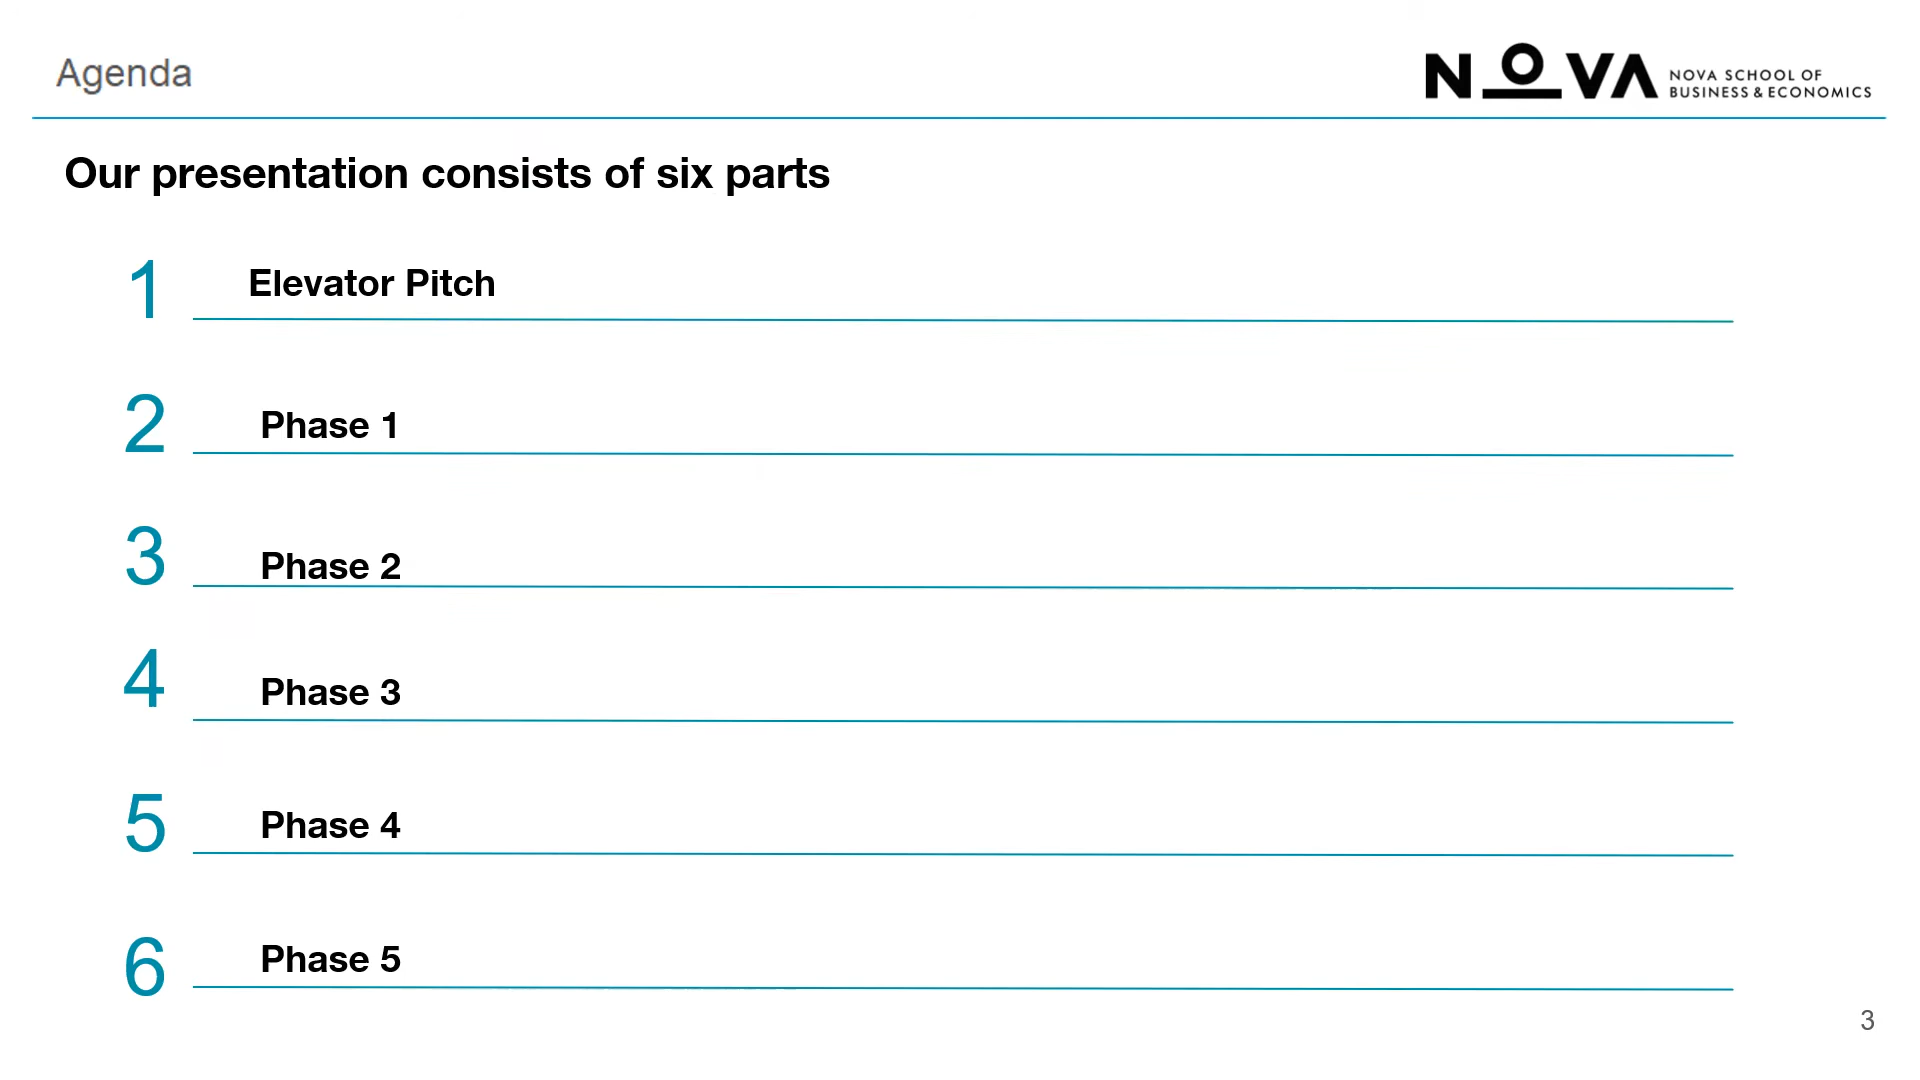 Agenda
NOVA
NOVA SCHOOL OF
BUSINESS & ECONOMICS
Our presentation consists of six parts
1 Elevator Pitch
2 Phase 1
3 Phase 2
4 Phase 3
5 Phase 4
6 Phase 5
3